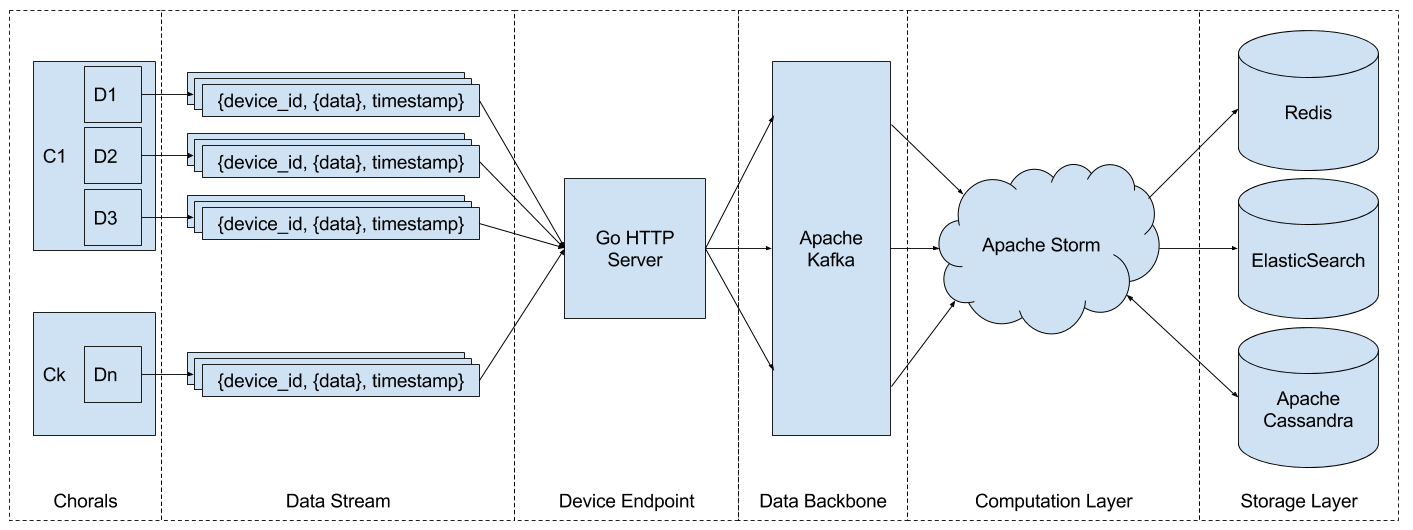 C1
D1
D2
D3
Ck
Dn
{device_id, {data}, timestamp}
{device_id, {data}, timestamp}
{device_id, {data}, timestamp}
{device_id, {data}, timestamp}
Go HTTP
Server
Apache
Kafka
Apache Storm
Redis
ElasticSearch
Apache
Cassandra
Chorals
Data Stream
Device Endpoint
Data Backbone
Computation Layer
Storage Layer